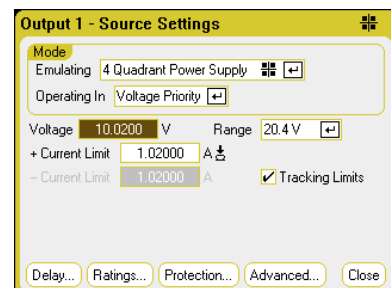 Output 1 - Source Settings
Mode
Emulating 4 Quadrant Power Supply
Operating In Voltage Priority
Voltage 10.0200 V Range 20.4 V
+ Current Limit 1.02000 A
- Current Limit 1.02000 A Tracking Limits
Delay... Ratings... Protection... Advanced... Close